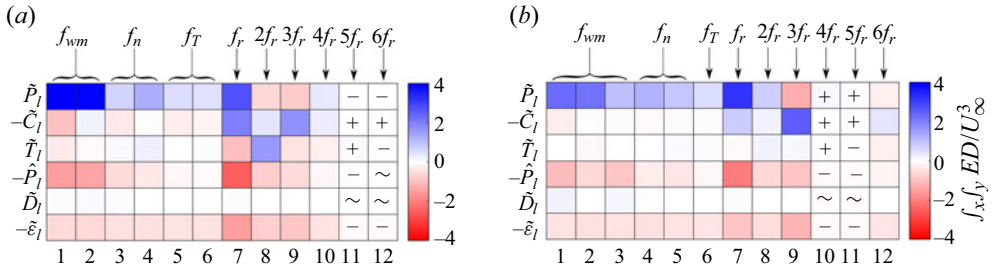 (a)
f_wm f_n f_T f_r 2f_r 3f_r 4f_r 5f_r 6f_r
P̃_l − −
−C̃_l + +
T̃_l + −
−P̂_l − ~
D̃_l ~ ~
−ε̃_l − −
1 2 3 4 5 6 7 8 9 10 11 12
4
2
0
−2
−4
(b)
f_wm f_n f_T f_r 2f_r 3f_r 4f_r 5f_r 6f_r
P̃_l + +
−C̃_l + +
T̃_l + −
−P̂_l − −
D̃_l ~ ~
−ε̃_l − −
1 2 3 4 5 6 7 8 9 10 11 12
4
2
0
−2
−4
∫_x∫_y ED/U_∞^3